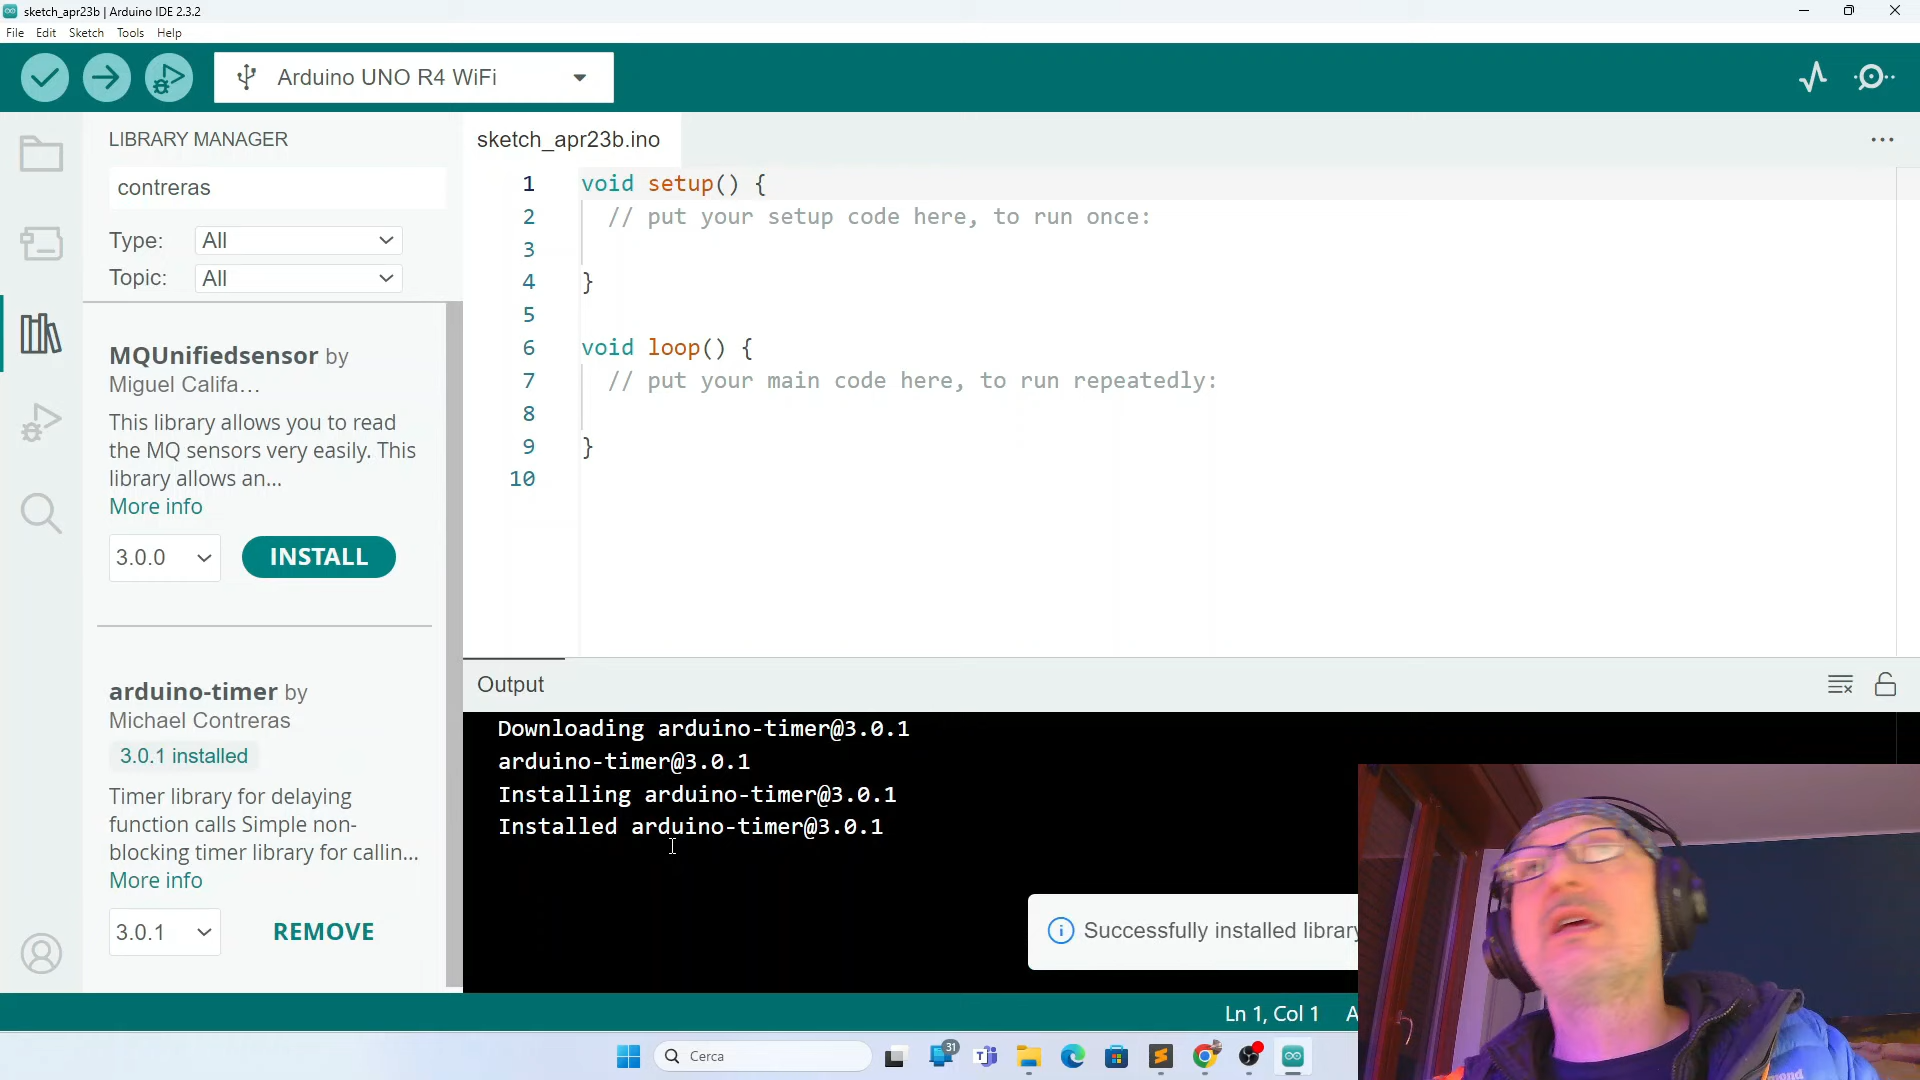 sketch_apr23b | Arduino IDE 2.3.2
File Edit Sketch Tools Help
Arduino UNO R4 WiFi
LIBRARY MANAGER
contreras
Type: All
Topic: All
MQUnifiedsensor by
Miguel Califa...
This library allows you to read
the MQ sensors very easily. This
library allows an...
More info
3.0.0 INSTALL
arduino-timer by
Michael Contreras
3.0.1 installed
Timer library for delaying
function calls Simple non-
blocking timer library for callin...
More info
3.0.1 REMOVE
sketch_apr23b.ino
1 void setup() {
2 // put your setup code here, to run once:
3
4 }
5
6 void loop() {
7 // put your main code here, to run repeatedly:
8
9 }
10
Output
Downloading arduino-timer@3.0.1
arduino-timer@3.0.1
Installing arduino-timer@3.0.1
Installed arduino-timer@3.0.1
Successfully installed library
Ln 1, Col 1 A
Cerca
31